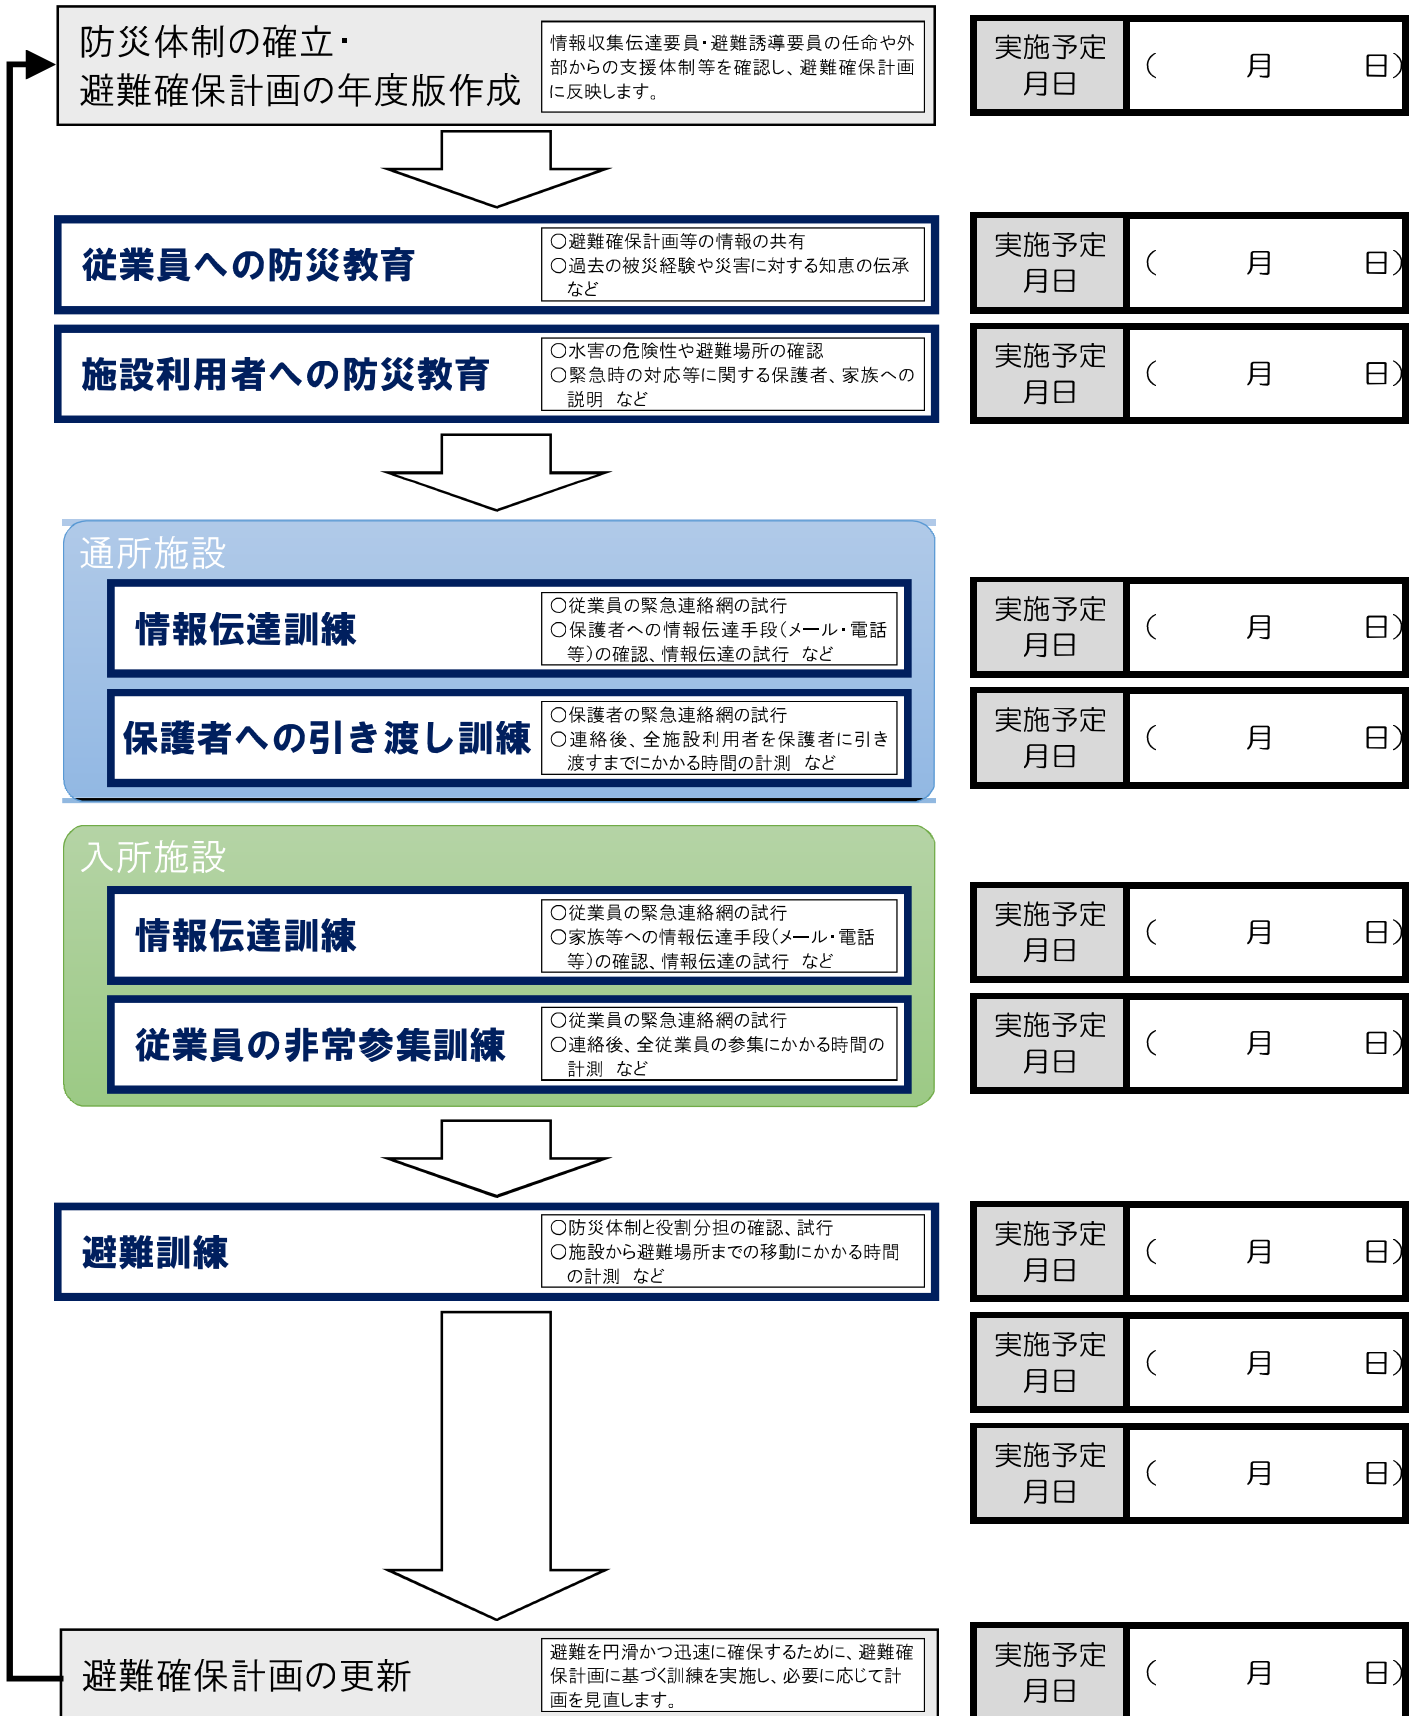 防災体制の確立・
避難確保計画の年度版作成
情報収集伝達要員・避難誘導要員の任命や外
部からの支援体制等を確認し、避難確保計画
に反映します。
実施予定
月日
（　　　月　　　日）
従業員への防災教育
○避難確保計画等の情報の共有
○過去の被災経験や災害に対する知恵の伝承
など
実施予定
月日
（　　　月　　　日）
施設利用者への防災教育
○水害の危険性や避難場所の確認
○緊急時の対応等に関する保護者、家族への
説明　など
実施予定
月日
（　　　月　　　日）
通所施設
情報伝達訓練
○従業員の緊急連絡網の試行
○保護者への情報伝達手段（メール・電話
等）の確認、情報伝達の試行　など
実施予定
月日
（　　　月　　　日）
保護者への引き渡し訓練
○保護者の緊急連絡網の試行
○連絡後、全施設利用者を保護者に引き
渡すまでにかかる時間の計測　など
実施予定
月日
（　　　月　　　日）
入所施設
情報伝達訓練
○従業員の緊急連絡網の試行
○家族等への情報伝達手段（メール・電話
等）の確認、情報伝達の試行　など
実施予定
月日
（　　　月　　　日）
従業員の非常参集訓練
○従業員の緊急連絡網の試行
○連絡後、全従業員の参集にかかる時間の
計測　など
実施予定
月日
（　　　月　　　日）
避難訓練
○防災体制と役割分担の確認、試行
○施設から避難場所までの移動にかかる時間
の計測　など
実施予定
月日
（　　　月　　　日）
実施予定
月日
（　　　月　　　日）
実施予定
月日
（　　　月　　　日）
避難確保計画の更新
避難を円滑かつ迅速に確保するために、避難確
保計画に基づく訓練を実施し、必要に応じて計
画を見直します。
実施予定
月日
（　　　月　　　日）